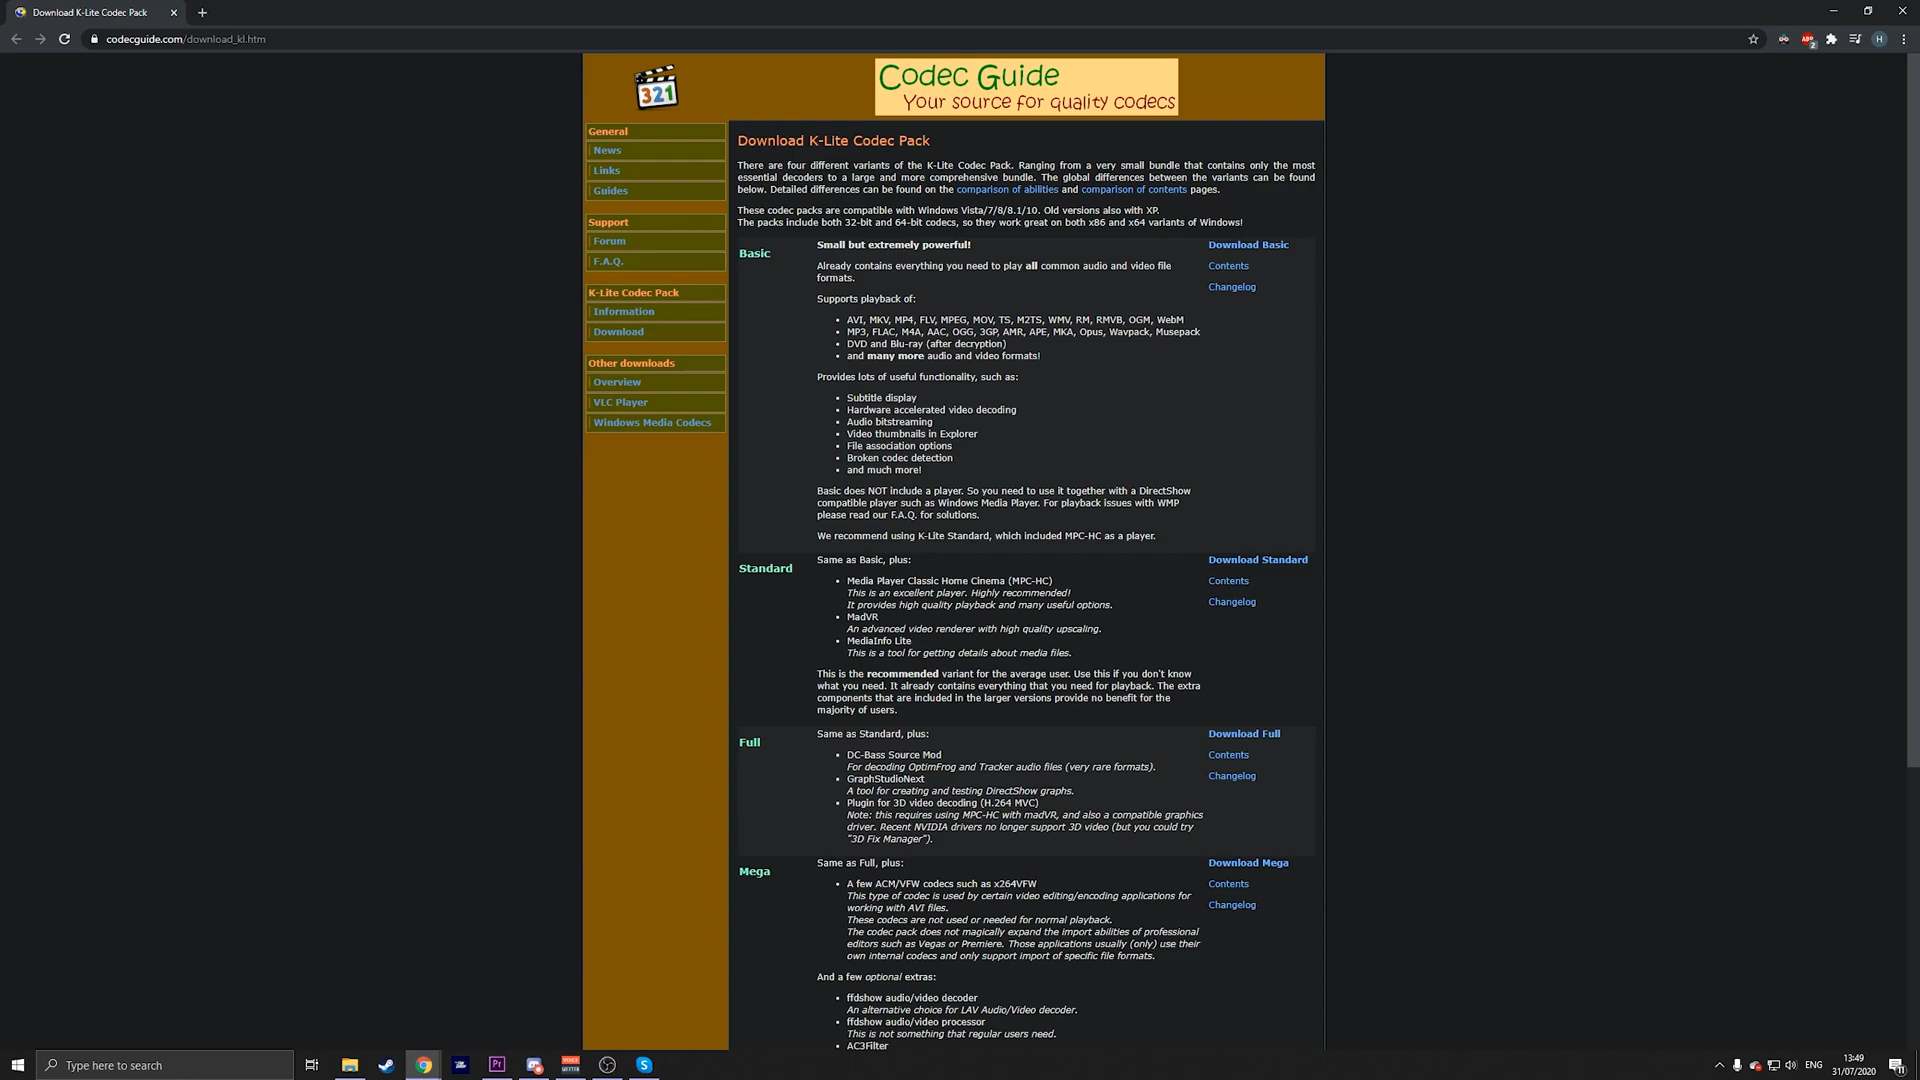 Download K-Lite Codec Pack
codecguide.com/download_kl.htm
2
H
321
Codec Guide
Your source for quality codecs
General
News
Links
Guides
Support
Forum
F.A.Q.
K-Lite Codec Pack
Information
Download
Other downloads
Overview
VLC Player
Windows Media Codecs
Download K-Lite Codec Pack
There are four different variants of the K-Lite Codec Pack. Ranging from a very small bundle that contains only the most
essential decoders to a large and more comprehensive bundle. The global differences between the variants can be found
below. Detailed differences can be found on the comparison of abilities and comparison of contents pages.
These codec packs are compatible with Windows Vista/7/8/8.1/10. Old versions also with XP.
The packs include both 32-bit and 64-bit codecs, so they work great on both x86 and x64 variants of Windows!
Basic
Small but extremely powerful!
Already contains everything you need to play all common audio and video file
formats.
Supports playback of:
AVI, MKV, MP4, FLV, MPEG, MOV, TS, M2TS, WMV, RM, RMVB, OGM, WebM
MP3, FLAC, M4A, AAC, OGG, 3GP, AMR, APE, MKA, Opus, Wavpack, Musepack
DVD and Blu-ray (after decryption)
and many more audio and video formats!
Provides lots of useful functionality, such as:
Subtitle display
Hardware accelerated video decoding
Audio bitstreaming
Video thumbnails in Explorer
File association options
Broken codec detection
and much more!
Basic does NOT include a player. So you need to use it together with a DirectShow
compatible player such as Windows Media Player. For playback issues with WMP
please read our F.A.Q. for solutions.
We recommend using K-Lite Standard, which included MPC-HC as a player.
Download Basic
Contents
Changelog
Standard
Same as Basic, plus:
Media Player Classic Home Cinema (MPC-HC)
This is an excellent player. Highly recommended!
It provides high quality playback and many useful options.
MadVR
An advanced video renderer with high quality upscaling.
MediaInfo Lite
This is a tool for getting details about media files.
This is the recommended variant for the average user. Use this if you don't know
what you need. It already contains everything that you need for playback. The extra
components that are included in the larger versions provide no benefit for the
majority of users.
Download Standard
Contents
Changelog
Full
Same as Standard, plus:
DC-Bass Source Mod
For decoding OptimFrog and Tracker audio files (very rare formats).
GraphStudioNext
A tool for creating and testing DirectShow graphs.
Plugin for 3D video decoding (H.264 MVC)
Note: this requires using MPC-HC with madVR, and also a compatible graphics
driver. Recent NVIDIA drivers no longer support 3D video (but you could try
"3D Fix Manager").
Download Full
Contents
Changelog
Mega
Same as Full, plus:
A few ACM/VFW codecs such as x264VFW
This type of codec is used by certain video editing/encoding applications for
working with AVI files.
These codecs are not used or needed for normal playback.
The codec pack does not magically expand the import abilities of professional
editors such as Vegas or Premiere. Those applications usually (only) use their
own internal codecs and only support import of specific file formats.
And a few optional extras:
ffdshow audio/video decoder
An alternative choice for LAV Audio/Video decoder.
ffdshow audio/video processor
This is not something that regular users need.
AC3Filter
Download Mega
Contents
Changelog
Type here to search
Pr
ENG
13:49
31/07/2020